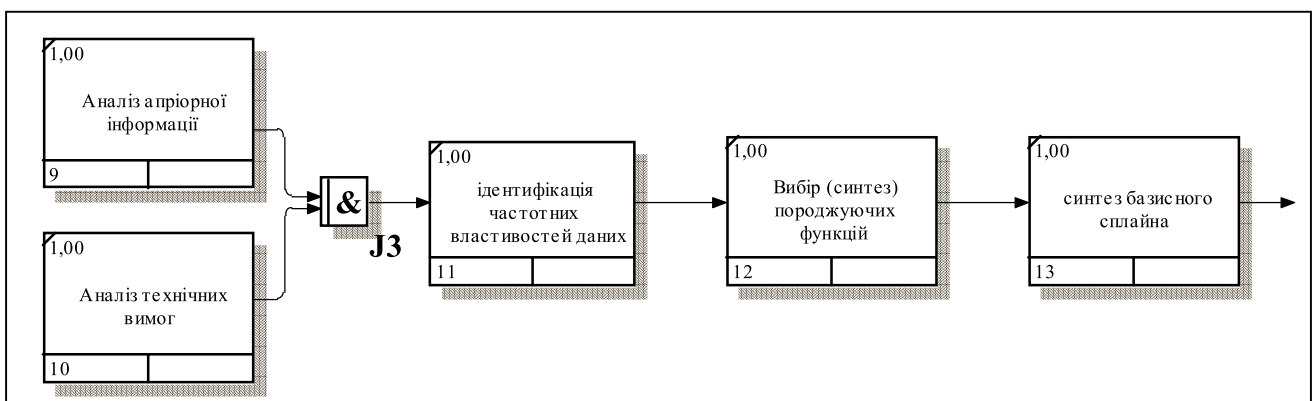 1,00
Аналіз апріорної
інформації
9
1,00
Аналіз технічних
вимог
10
&
J3
1,00
ідентифікація
частотних
властивостей даних
11
1,00
Вибір (синтез)
породжуючих
функцій
12
1,00
синтез базисного
сплайна
13